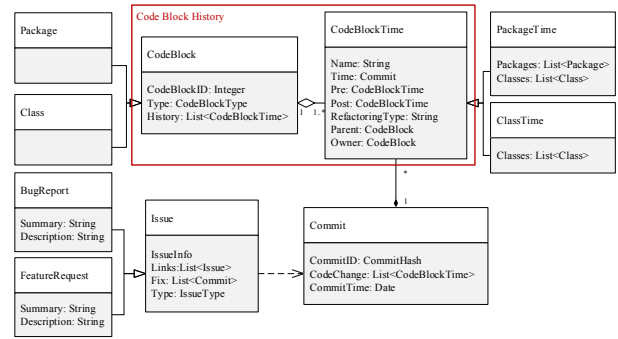 Code Block History
Package
Class
CodeBlock
CodeBlockID: Integer
Type: CodeBlockType
History: List<CodeBlockTime>
1
1..*
CodeBlockTime
Name: String
Time: Commit
Pre: CodeBlockTime
Post: CodeBlockTime
RefactoringType: String
Parent: CodeBlock
Owner: CodeBlock
PackageTime
Packages: List<Package>
Classes: List<Class>
ClassTime
Classes: List<Class>
*
1
BugReport
Summary: String
Description: String
FeatureRequest
Summary: String
Description: String
Issue
IssueInfo
Links:List<Issue>
Fix: List<Commit>
Type: IssueType
Commit
CommitID: CommitHash
CodeChange: List<CodeBlockTime>
CommitTime: Date